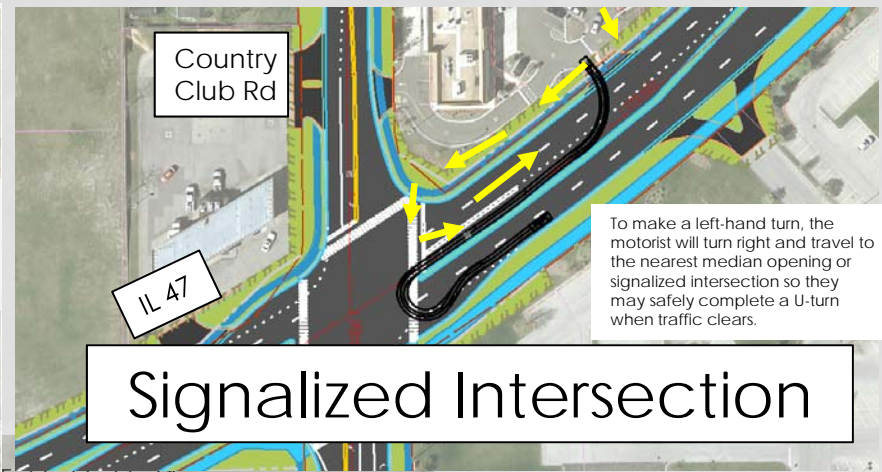 Country
Club Rd
IL 47
To make a left-hand turn, the
motorist will turn right and travel to
the nearest median opening or
signalized intersection so they
may safely complete a U-turn
when traffic clears.
Signalized Intersection